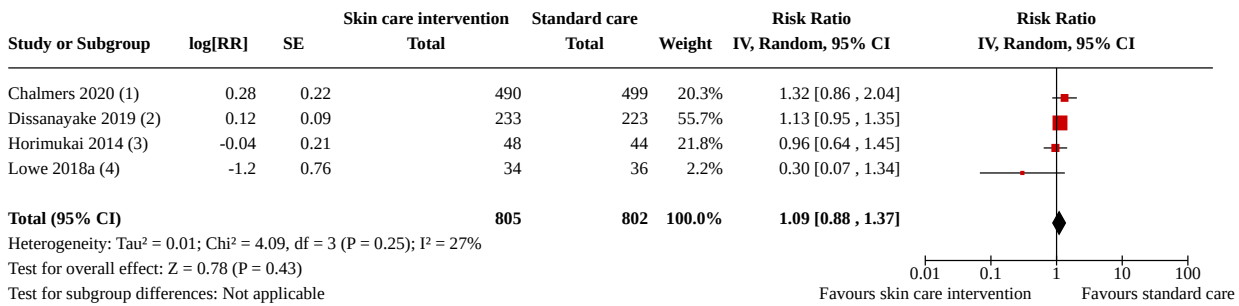 Skin care intervention Standard care Risk Ratio Risk Ratio
Study or Subgroup log[RR] SE Total Total Weight IV, Random, 95% CI IV, Random, 95% CI
Chalmers 2020 (1) 0.28 0.22 490 499 20.3% 1.32 [0.86 , 2.04]
Dissanayake 2019 (2) 0.12 0.09 233 223 55.7% 1.13 [0.95 , 1.35]
Horimukai 2014 (3) -0.04 0.21 48 44 21.8% 0.96 [0.64 , 1.45]
Lowe 2018a (4) -1.2 0.76 34 36 2.2% 0.30 [0.07 , 1.34]
Total (95% CI) 805 802 100.0% 1.09 [0.88 , 1.37]
Heterogeneity: Tau² = 0.01; Chi² = 4.09, df = 3 (P = 0.25); I² = 27%
Test for overall effect: Z = 0.78 (P = 0.43) 0.01 0.1 1 10 100
Test for subgroup differences: Not applicable Favours skin care intervention Favours standard care